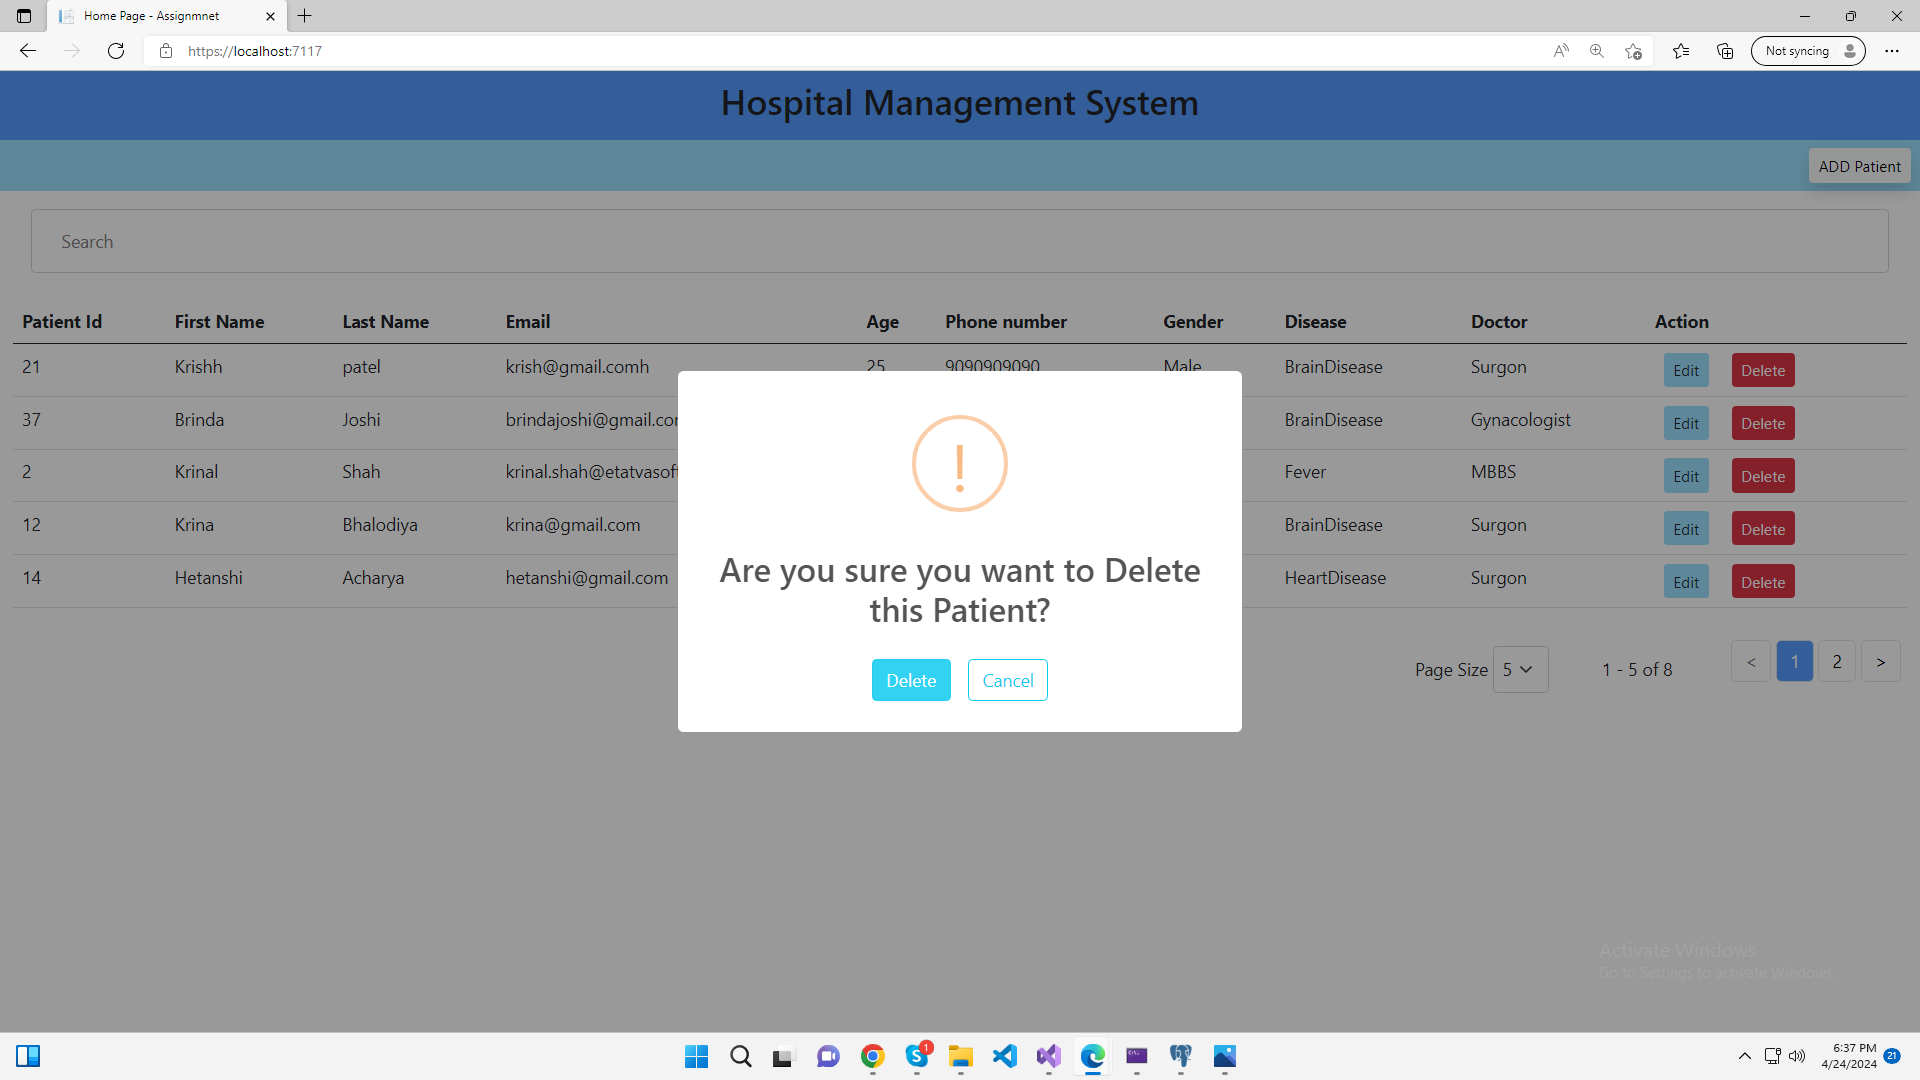 Home Page - Assignmnet
https://localhost:7117
Not syncing
Hospital Management System
ADD Patient
Search
Patient Id First Name Last Name Email Age Phone number Gender Disease Doctor Action
21 Krishh patel krish@gmail.comh 25 9090909090 Male BrainDisease Surgon Edit Delete
37 Brinda Joshi brindajoshi@gmail.com BrainDisease Gynacologist Edit Delete
2 Krinal Shah krinal.shah@etatvasoft Fever MBBS Edit Delete
12 Krina Bhalodiya krina@gmail.com BrainDisease Surgon Edit Delete
14 Hetanshi Acharya hetanshi@gmail.com HeartDisease Surgon Edit Delete
!
Are you sure you want to Delete
this Patient?
Delete Cancel
Page Size 5 1 - 5 of 8 < 1 2 >
Activate Windows
Go to Settings to activate Windows.
1
6:37 PM
4/24/2024
21